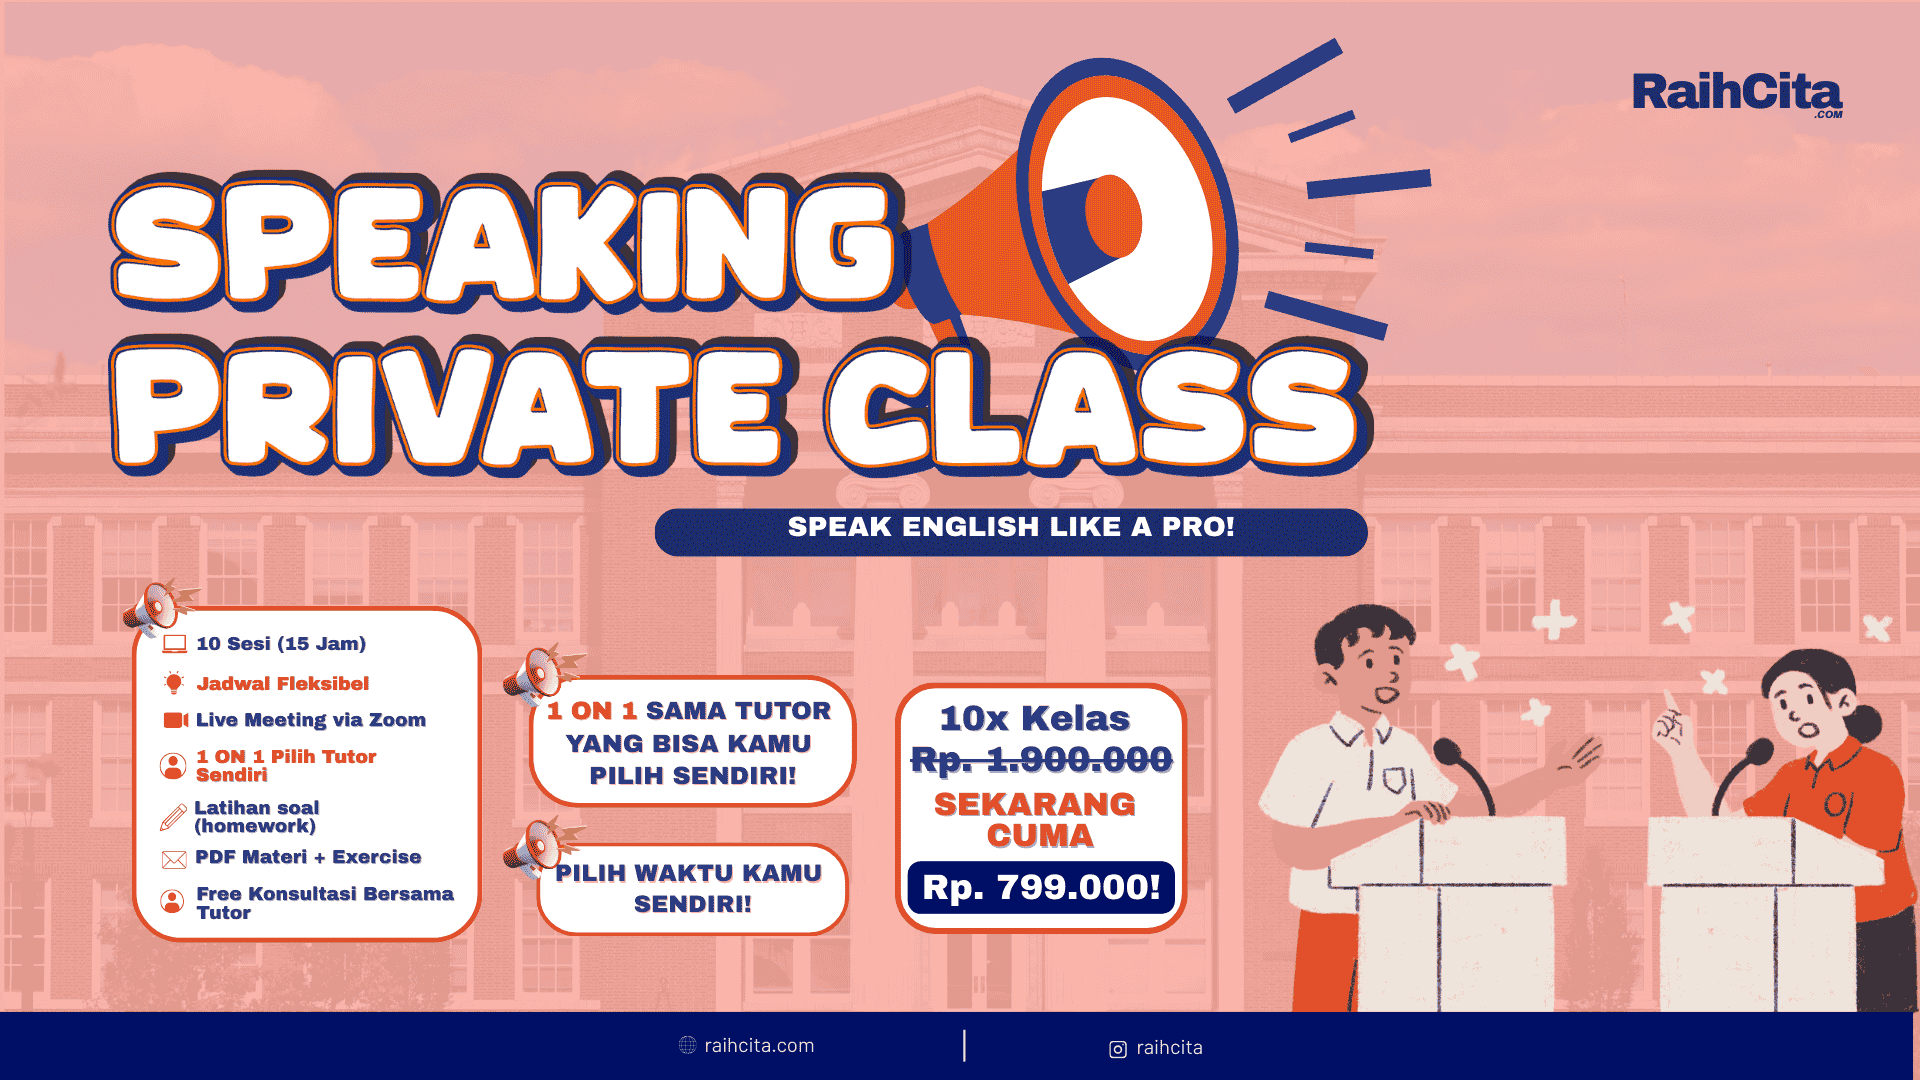 RaihCita
.COM
SPEAKING
PRIVATE CLASS
SPEAK ENGLISH LIKE A PRO!
10 Sesi (15 Jam)
Jadwal Fleksibel
Live Meeting via Zoom
1 ON 1 Pilih Tutor
Sendiri
Latihan soal
(homework)
PDF Materi + Exercise
Free Konsultasi Bersama
Tutor
1 ON 1 SAMA TUTOR
YANG BISA KAMU
PILIH SENDIRI!
PILIH WAKTU KAMU
SENDIRI!
10x Kelas
Rp. 1.900.000
SEKARANG
CUMA
Rp. 799.000!
raihcita.com
raihcita